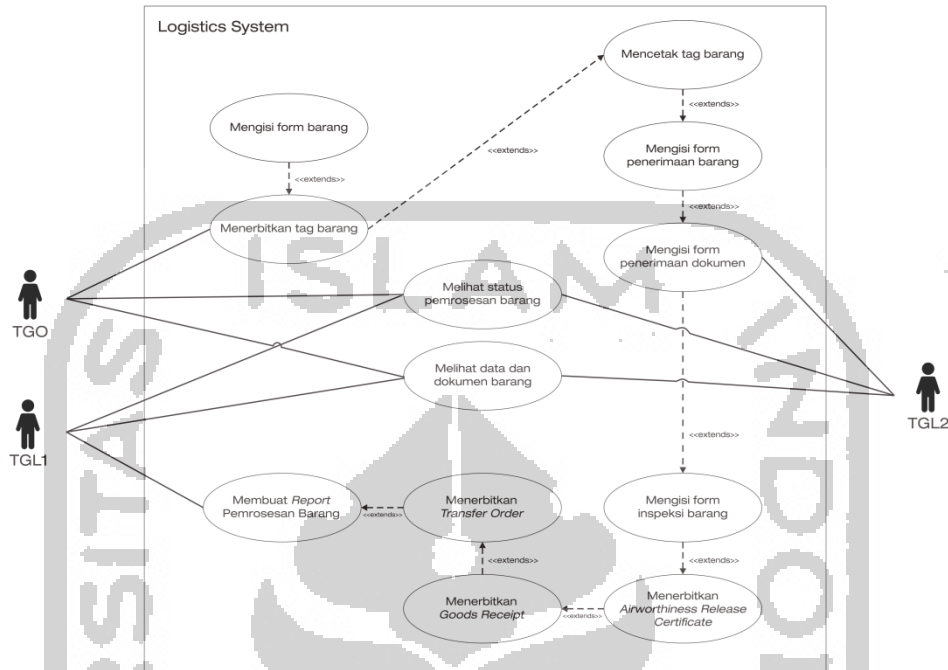 Logistics System
Mencetak tag barang
<<extends>>
Mengisi form barang
<<extends>>
Mengisi form
penerimaan barang
<<extends>>
<<extends>>
Menerbitkan tag barang
Mengisi form
penerimaan dokumen
TGO
Melihat status
pemrosesan barang
Melihat data dan
dokumen barang
TGL1
TGL2
<<extends>>
Membuat Report
Pemrosesan Barang
<<extends>>
Menerbitkan
Transfer Order
Mengisi form
inspeksi barang
<<extends>>
<<extends>>
Menerbitkan
Goods Receipt
<<extends>>
Menerbitkan
Airworthiness Release
Certificate
ISLAM
SITAS
INDO